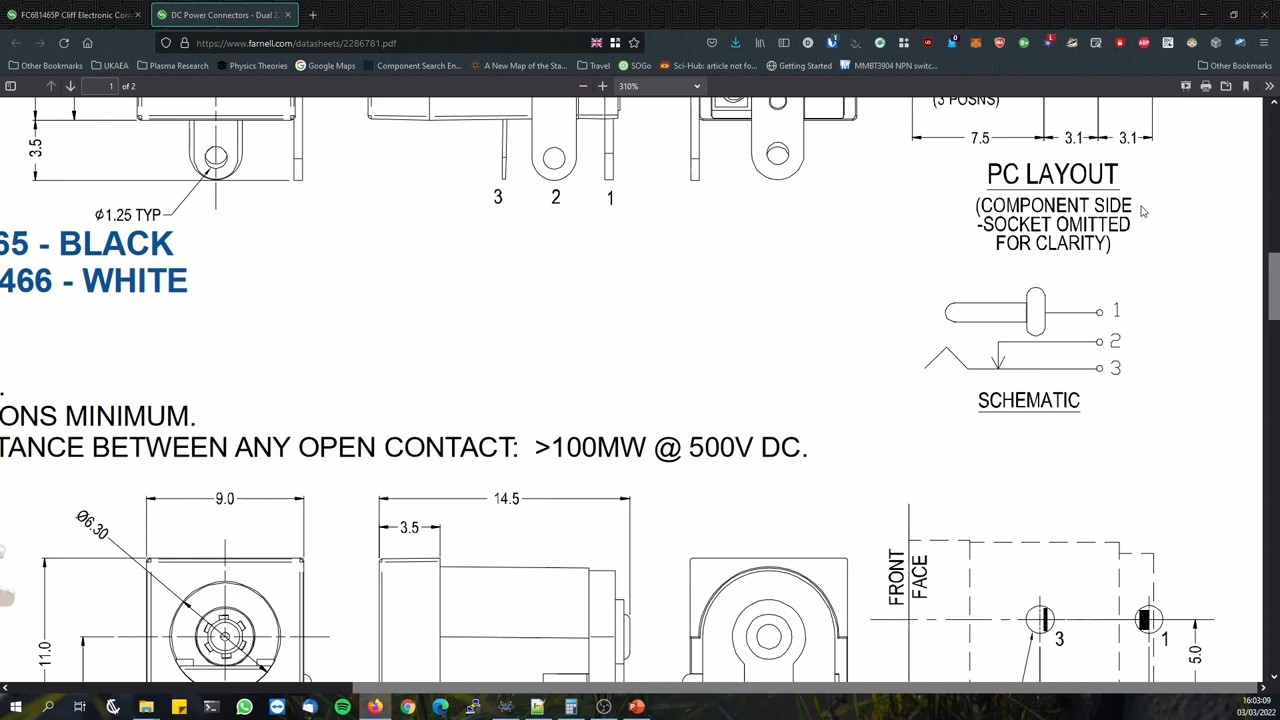 FC681465P Cliff Electronic Con
DC Power Connectors – Dual 2.
https://www.farnell.com/datasheets/2286781.pdf
Other Bookmarks
UKAEA
Plasma Research
Physics Theories
Google Maps
Component Search En...
A New Map of the Sta...
Travel
SOGo
Sci-Hub: article not fo...
Getting Started
MMBT3904 NPN switc...
Other Bookmarks
1 of 2
310%
(3 POSNS)
3.5
7.5
3.1
3.1
PC LAYOUT
(COMPONENT SIDE
-SOCKET OMITTED
FOR CLARITY)
3
2
1
Ø1.25 TYP
65 - BLACK
466 - WHITE
1
2
3
SCHEMATIC
.
ONS MINIMUM.
TANCE BETWEEN ANY OPEN CONTACT: >100MW @ 500V DC.
9.0
14.5
Ø6.30
3.5
FRONT
FACE
11.0
3
1
5.0
16:03:09
03/03/2022